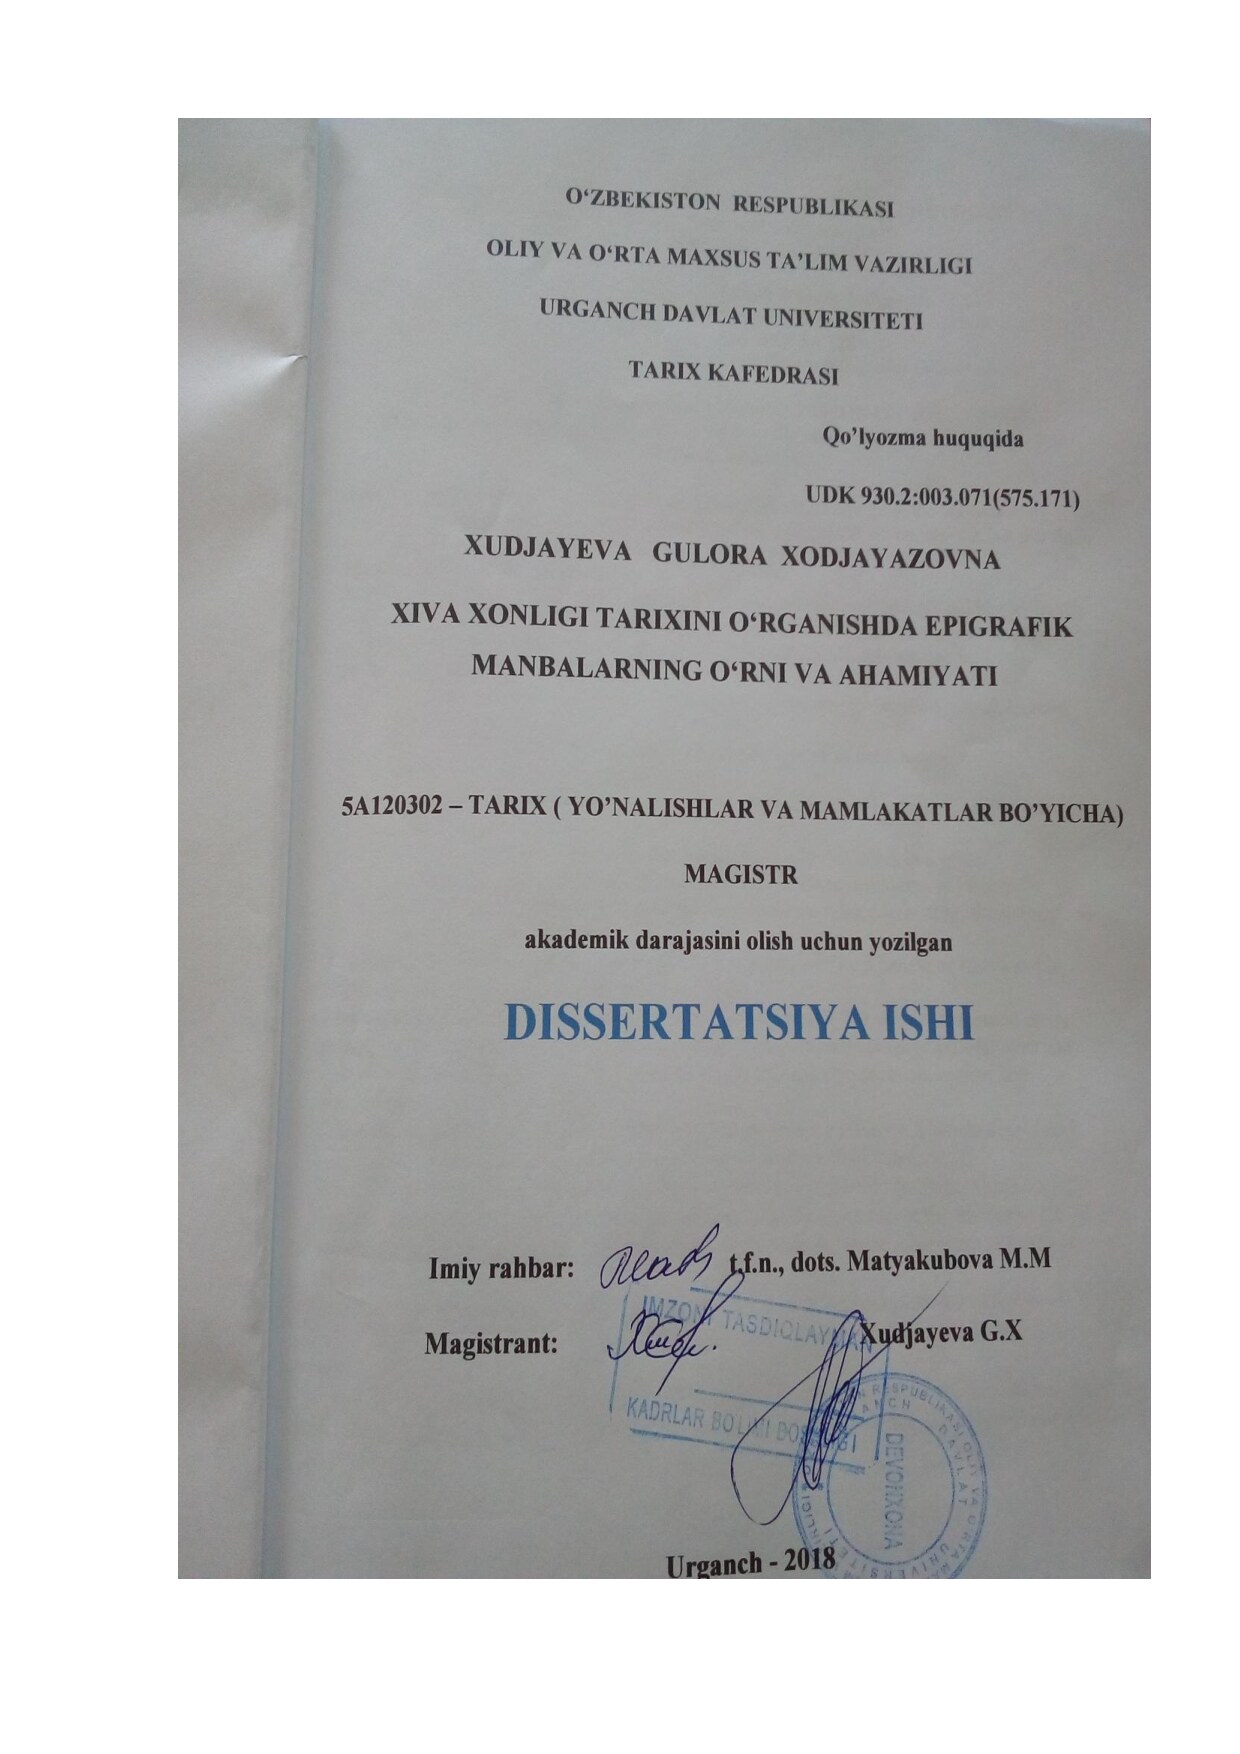 O‘ZBEKISTON RESPUBLIKASI
OLIY VA O‘RTA MAXSUS TA’LIM VAZIRLIGI
URGANCH DAVLAT UNIVERSITETI
TARIX KAFEDRASI
Qo’lyozma huquqida
UDK 930.2:003.071(575.171)
XUDJAYEVA GULORA XODJAYAZOVNA
XIVA XONLIGI TARIXINI O‘RGANISHDA EPIGRAFIK
MANBALARNING O‘RNI VA AHAMIYATI
5A120302 – TARIX ( YO’NALISHLAR VA MAMLAKATLAR BO’YICHA)
MAGISTR
akademik darajasini olish uchun yozilgan
DISSERTATSIYA ISHI
Imiy rahbar: t.f.n., dots. Matyakubova M.M
IMZONI TASDIQLAYMAN
Magistrant: Xudjayeva G.X
KADRLAR BO‘LIMI BOSHLIGI
DEVONXONA
Urganch - 2018